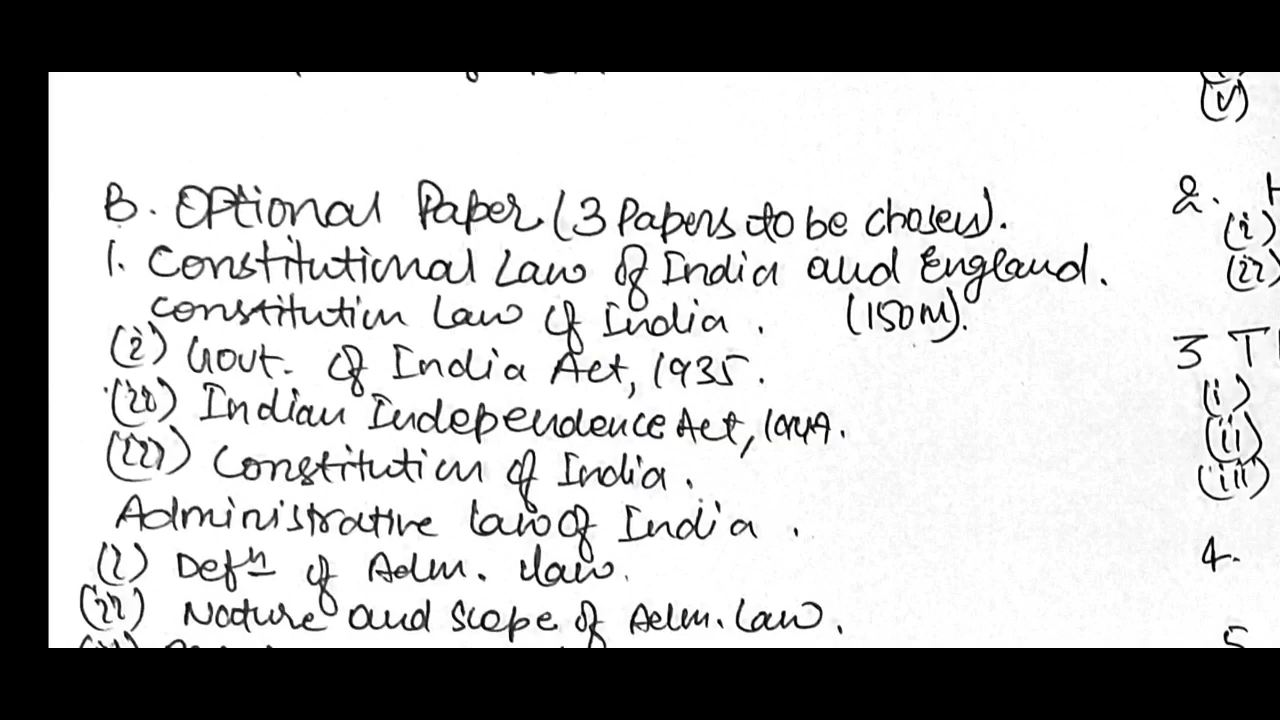 B. Optional Paper (3 Papers to be chosen).
1. Constitutional Law of India and England.
constitution law of India. (150M).
(i) Govt. of India Act, 1935.
(ii) Indian Independence Act,
(iii) Constitution of India.
Administrative law of India.
(i) Defn of Adm. law.
(ii) Nature and scope of Adm. law.
(v)
2.
(i)
(ii)
3 T
(i)
(ii)
(iii)
4.
5